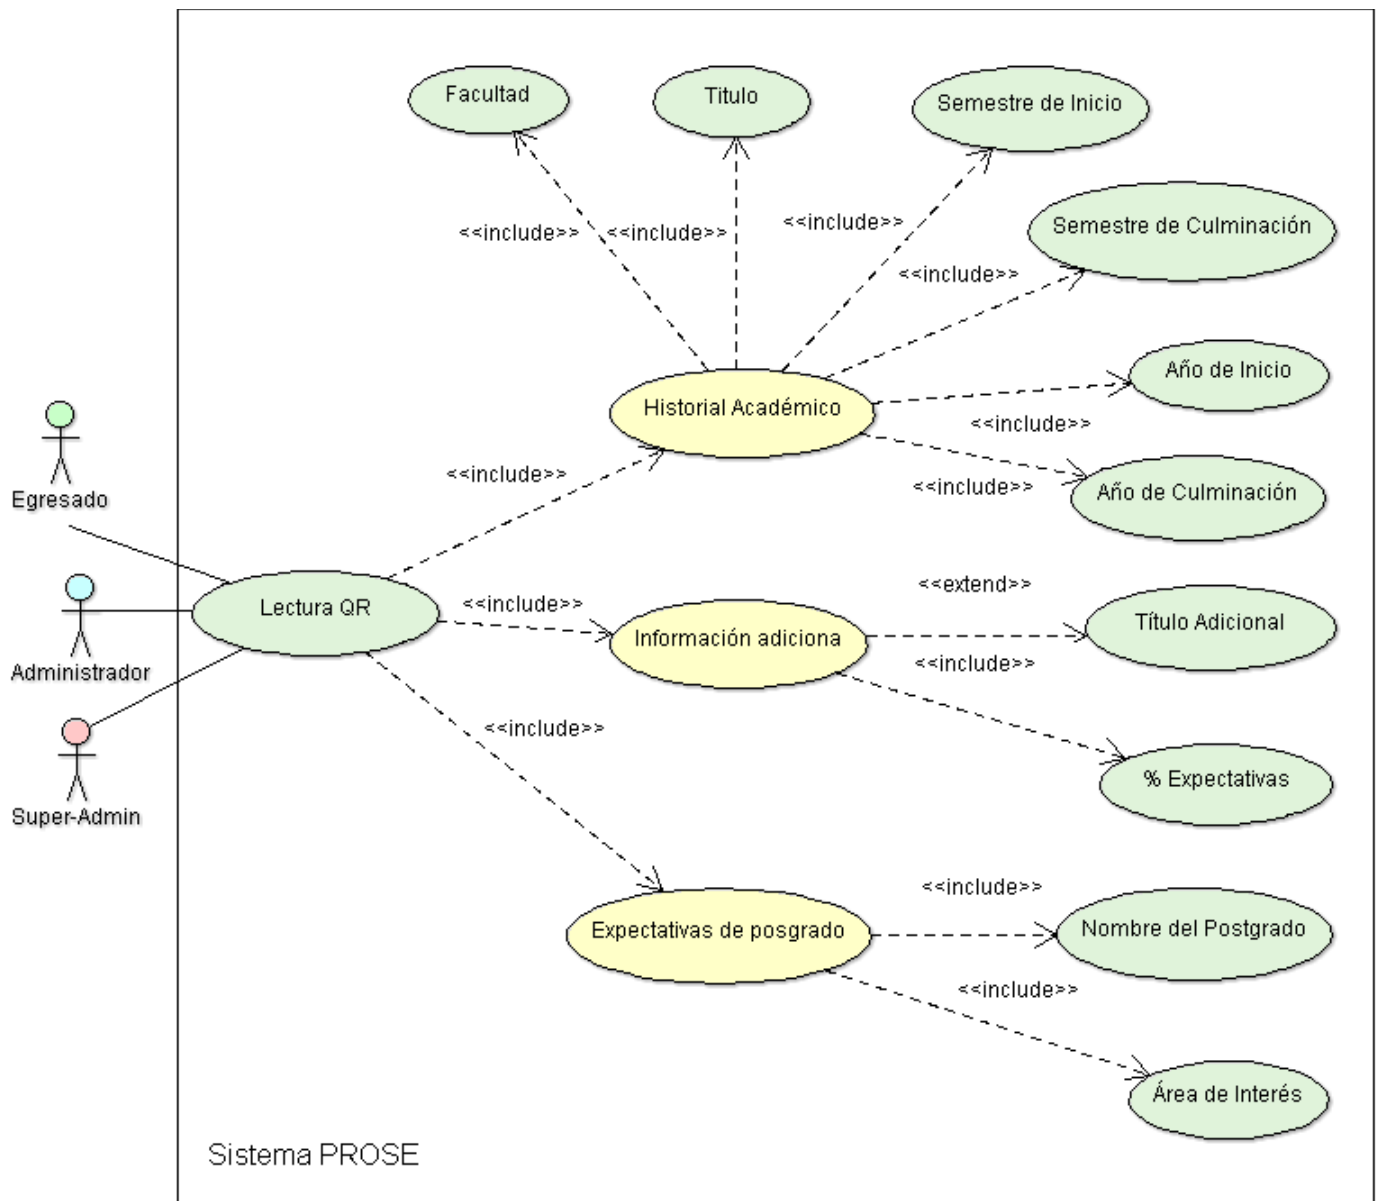 Facultad
Titulo
Semestre de Inicio
Semestre de Culminación
<<include>>
<<include>>
<<include>>
<<include>>
Año de Inicio
Historial Académico
<<include>>
<<include>>
<<include>>
Año de Culminación
Egresado
<<extend>>
Lectura QR
<<include>>
Título Adicional
Información adiciona
<<include>>
Administrador
<<include>>
% Expectativas
Super-Admin
<<include>>
Expectativas de posgrado
Nombre del Postgrado
<<include>>
Área de Interés
Sistema PROSE